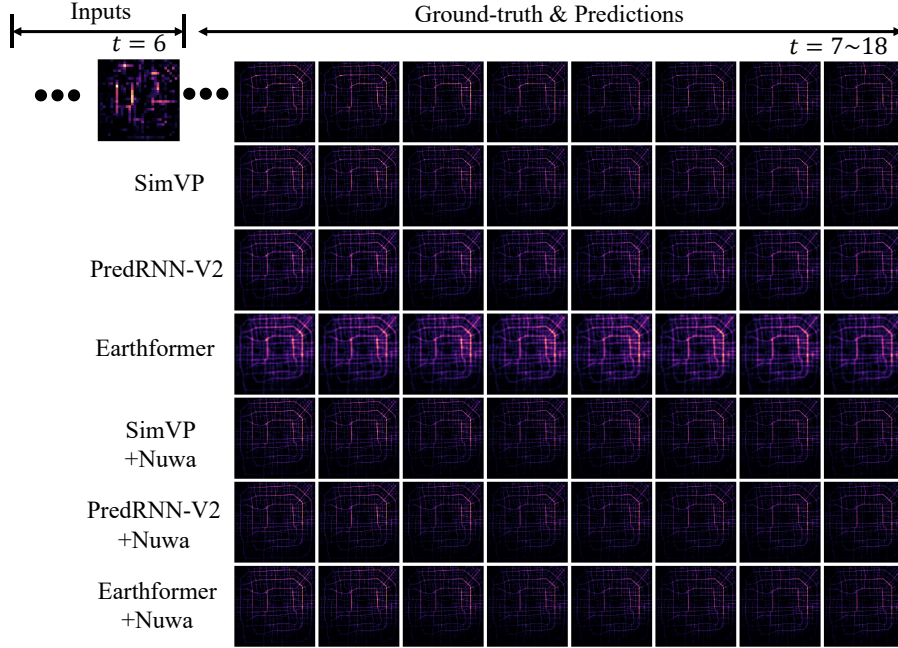 Inputs
Ground-truth & Predictions
t = 6
t = 7~18
SimVP
PredRNN-V2
Earthformer
SimVP
+Nuwa
PredRNN-V2
+Nuwa
Earthformer
+Nuwa